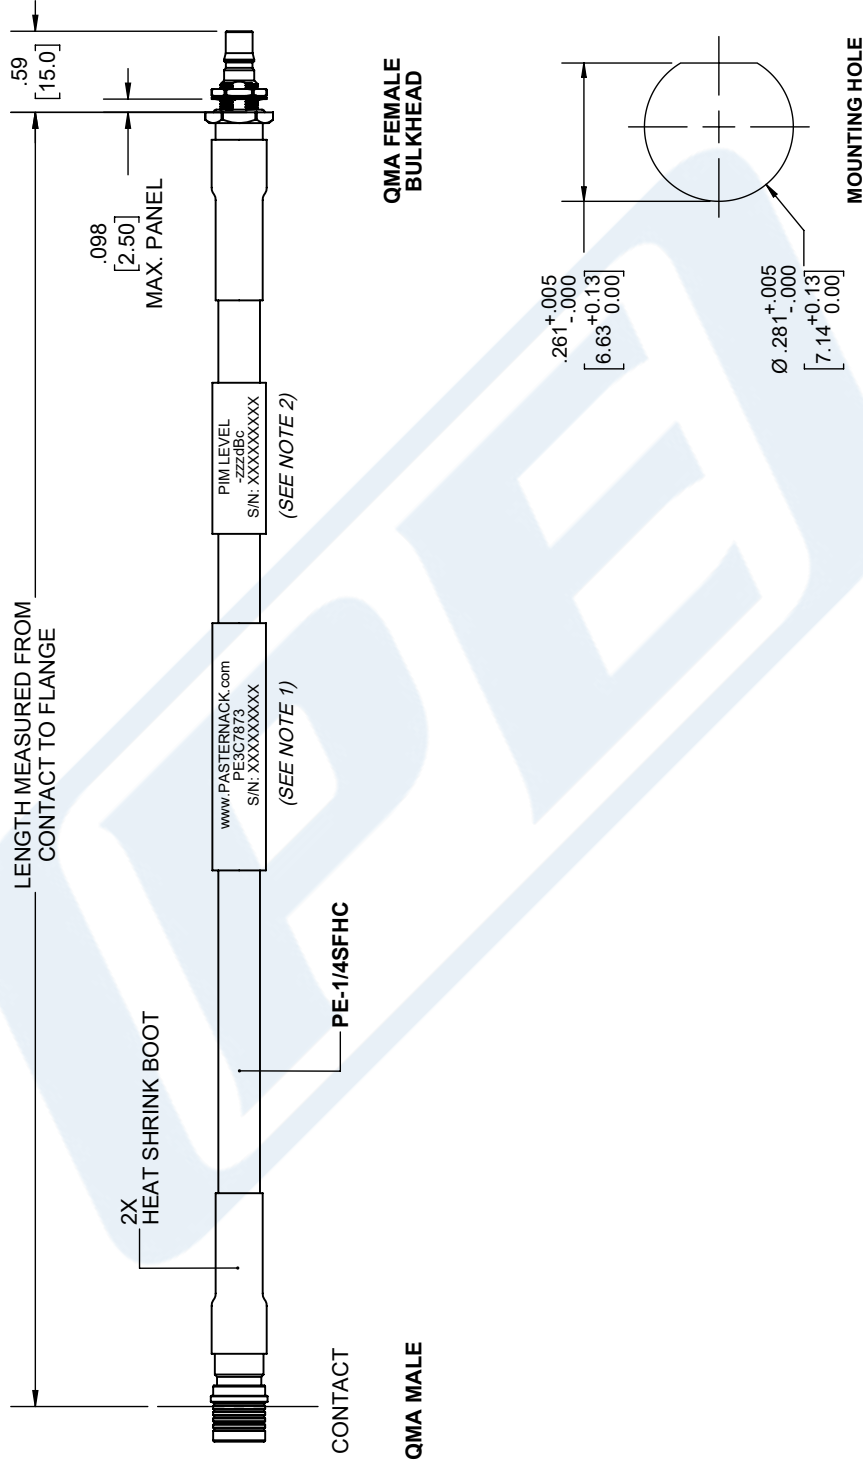 .59
[15.0]
.098
[2.50]
MAX. PANEL
LENGTH MEASURED FROM
CONTACT TO FLANGE
2X
HEAT SHRINK BOOT
CONTACT
QMA MALE
PE-1/4SFHC
www.PASTERNACK.com
PE3C7873
S/N: XXXXXXXXXX
(SEE NOTE 1)
PIM LEVEL
-zzzdBc
S/N: XXXXXXXXXX
(SEE NOTE 2)
QMA FEMALE
BULKHEAD
.261 +.005
-.000
[6.63 +0.13
0.00]
Ø .281 +.005
-.000
[7.14 +0.13
0.00]
MOUNTING HOLE
PE